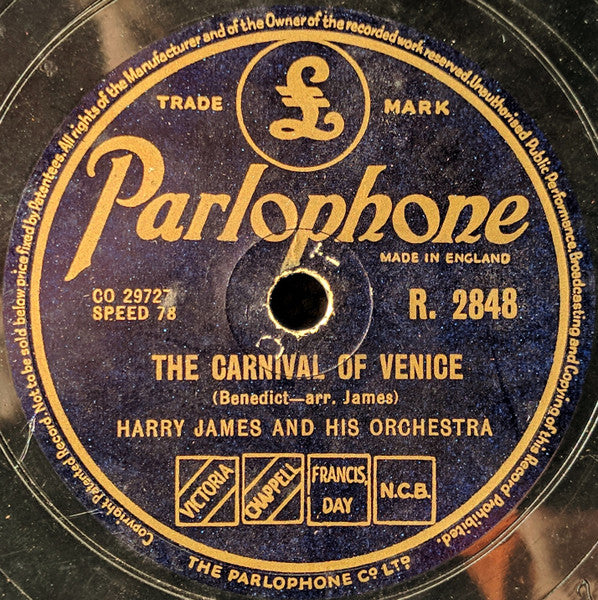 Patentees. All rights of the Manufacturer and of the Owner of the recorded work reserved. Unauthorised Public Performance, Broadcasting and Copying of this Record Prohibited.
£
TRADE MARK
Parlophone
MADE IN ENGLAND
CO 29727
SPEED 78
R. 2848
THE CARNIVAL OF VENICE
(Benedict—arr. James)
HARRY JAMES AND HIS ORCHESTRA
VICTORIA CHAPPELL FRANCIS, DAY N.C.B.
Copyright. Patented Record. Not to be sold below price fixed by
THE PARLOPHONE CO LTD